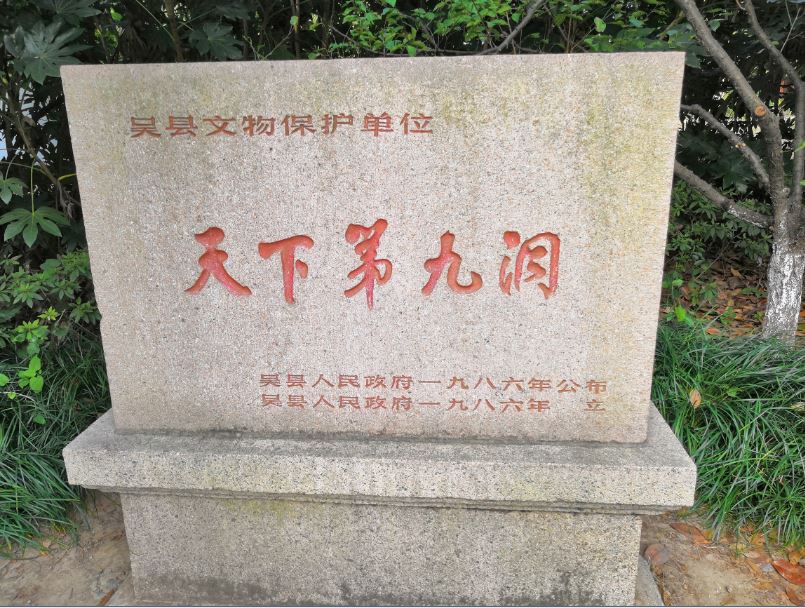 吴县文物保护单位
天下第九洞
吴县人民政府一九八六年公布
吴县人民政府一九八六年 立